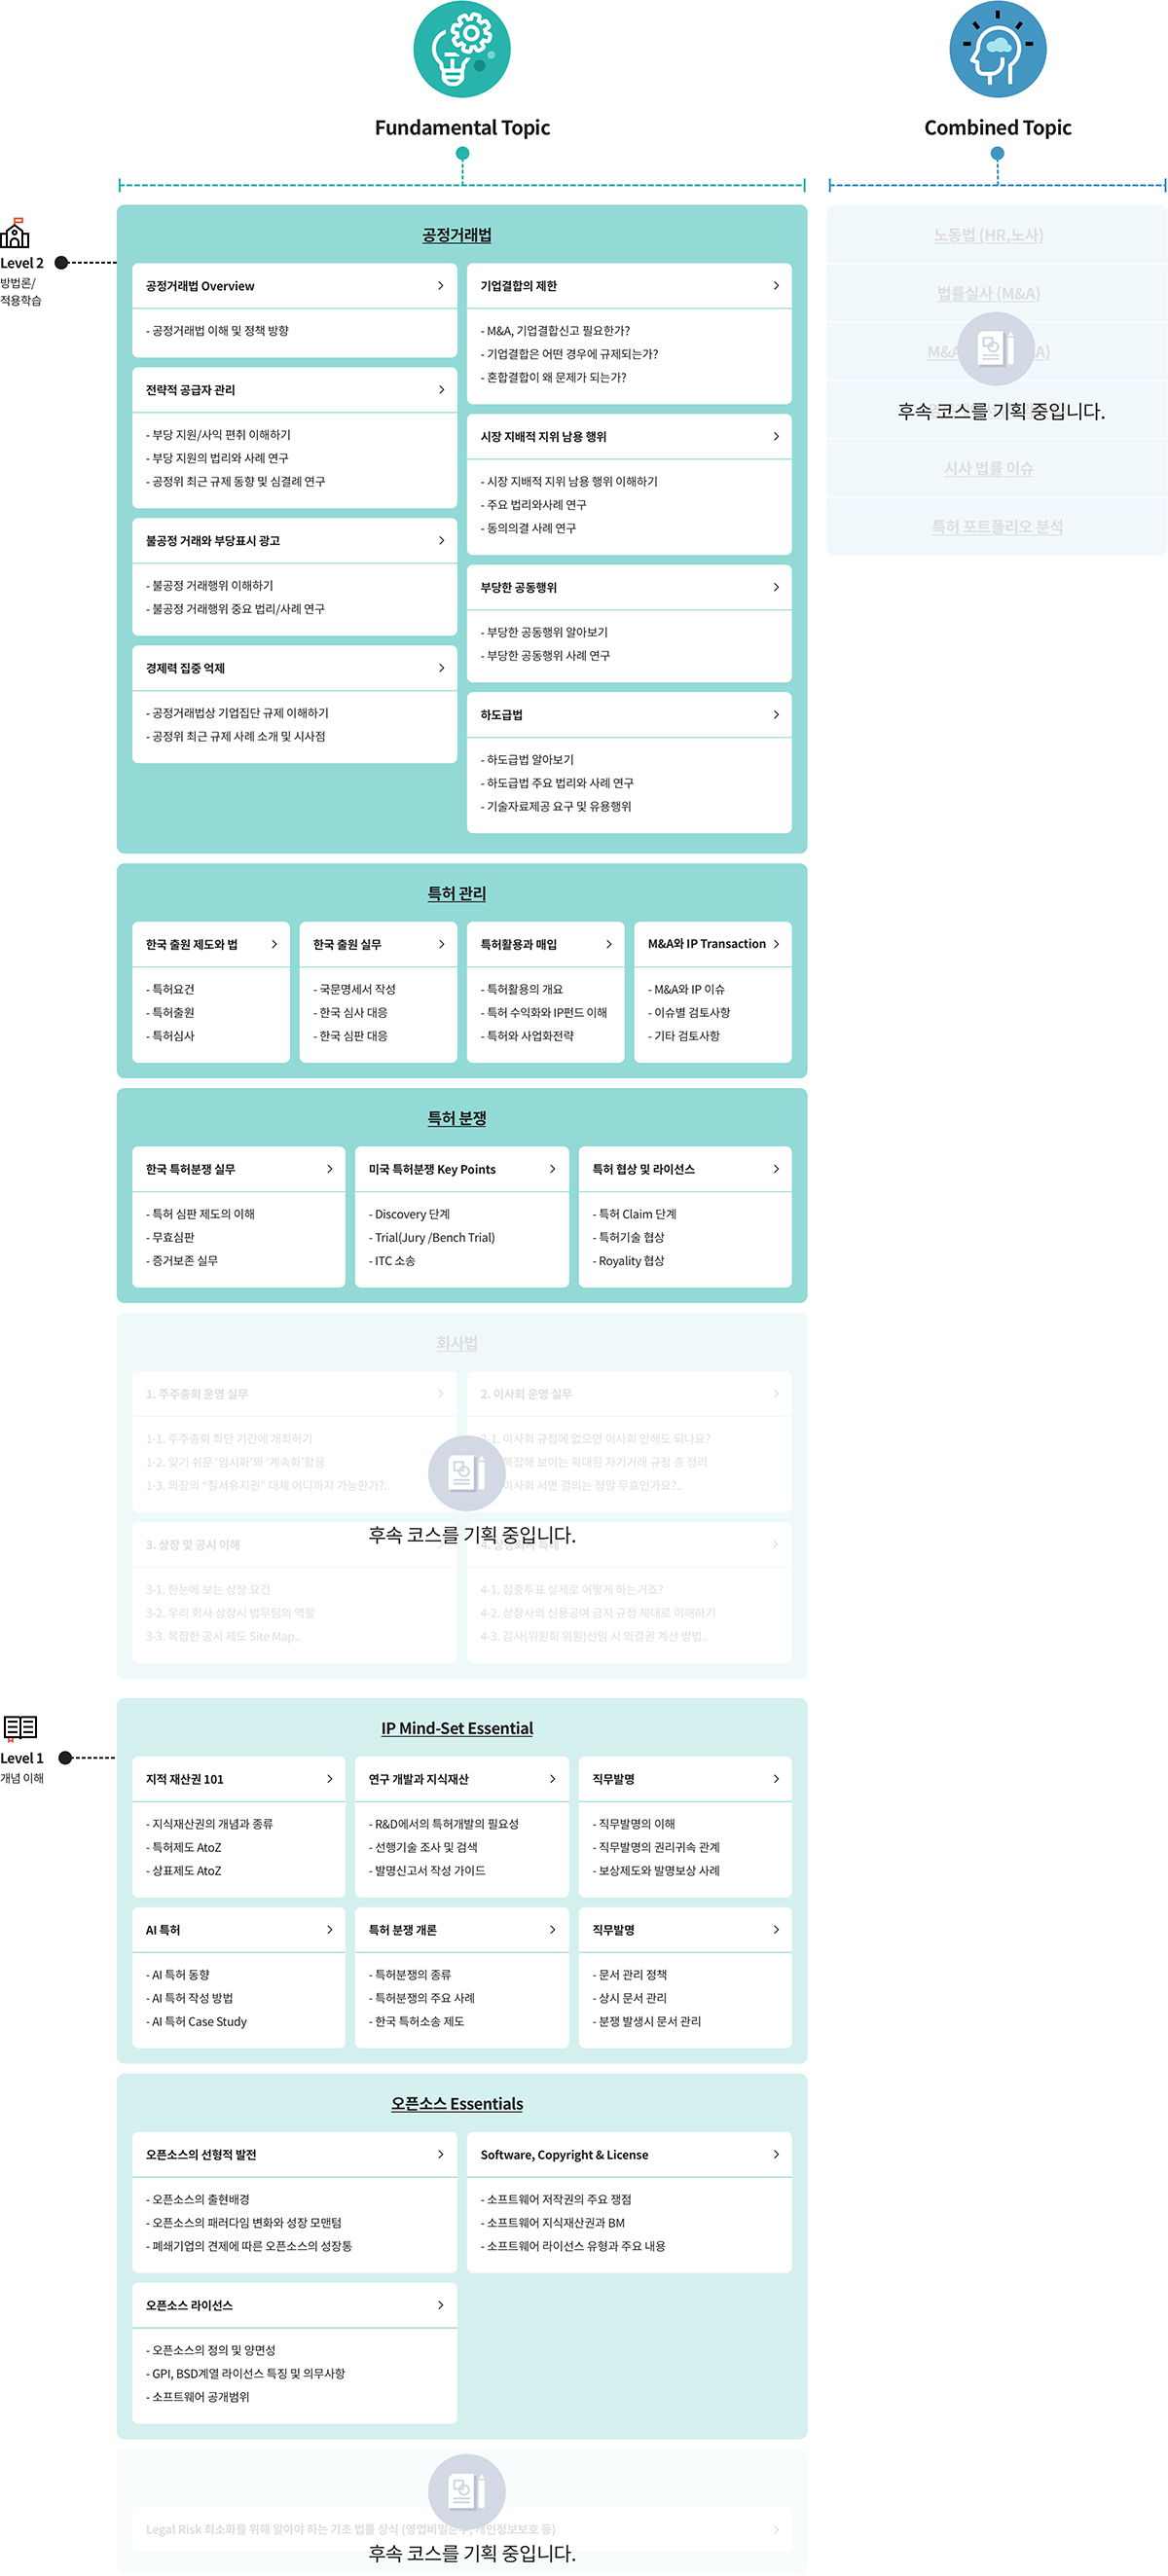 Fundamental Topic
Combined Topic
Level 2
방법론/
적용학습
공정거래법
공정거래법 Overview
- 공정거래법 이해 및 정책 방향
전략적 공급자 관리
- 부당 지원/사익 편취 이해하기
- 부당 지원의 법리와 사례 연구
- 공정위 최근 규제 동향 및 심결례 연구
불공정 거래와 부당표시 광고
- 불공정 거래행위 이해하기
- 불공정 거래행위 중요 법리/사례 연구
경제력 집중 억제
- 공정거래법상 기업집단 규제 이해하기
- 공정위 최근 규제 사례 소개 및 시사점
기업결합의 제한
- M&A, 기업결합신고 필요한가?
- 기업결합은 어떤 경우에 규제되는가?
- 혼합결합이 왜 문제가 되는가?
시장 지배적 지위 남용 행위
- 시장 지배적 지위 남용 행위 이해하기
- 주요 법리와사례 연구
- 동의의결 사례 연구
부당한 공동행위
- 부당한 공동행위 알아보기
- 부당한 공동행위 사례 연구
하도급법
- 하도급법 알아보기
- 하도급법 주요 법리와 사례 연구
- 기술자료제공 요구 및 유용행위
노동법 (HR,노사)
법률실사 (M&A)
후속 코스를 기획 중입니다.
시사 법률 이슈
특허 포트폴리오 분석
특허 관리
한국 출원 제도와 법
- 특허요건
- 특허출원
- 특허심사
한국 출원 실무
- 국문명세서 작성
- 한국 심사 대응
- 한국 심판 대응
특허활용과 매입
- 특허활용의 개요
- 특허 수익화와 IP펀드 이해
- 특허와 사업화전략
M&A와 IP Transaction
- M&A와 IP 이슈
- 이슈별 검토사항
- 기타 검토사항
특허 분쟁
한국 특허분쟁 실무
- 특허 심판 제도의 이해
- 무효심판
- 증거보존 실무
미국 특허분쟁 Key Points
- Discovery 단계
- Trial(Jury /Bench Trial)
- ITC 소송
특허 협상 및 라이선스
- 특허 Claim 단계
- 특허기술 협상
- Royality 협상
회사법
1. 주주총회 운영 실무
1-1. 주주총회 최단 기간에 개최하기
1-2. 잊기 쉬운 '임시화'와 '계속화'활용
1-3. 의장의 "질서유지권" 대체 어디까지 가능한가?..
2. 이사회 운영 실무
2-1. 이사회 규정에 없으면 이사회 안해도 되나요?
복잡해 보이는 확대된 자기거래 규정 총 정리
이사회 서면 결의는 정말 무효인가요?..
후속 코스를 기획 중입니다.
3. 상장 및 공시 이해
3-1. 한눈에 보는 상장 요건
3-2. 우리 회사 상장시 법무팀의 역할
3-3. 복잡한 공시 제도 Site Map..
4-1. 집중투표 실제로 어떻게 하는거죠?
4-2. 상장사의 신용공여 금지 규정 제대로 이해하기
4-3. 감사(위원회 위원)선임 시 의결권 계산 방법..
Level 1
개념 이해
IP Mind-Set Essential
지적 재산권 101
- 지식재산권의 개념과 종류
- 특허제도 AtoZ
- 상표제도 AtoZ
연구 개발과 지식재산
- R&D에서의 특허개발의 필요성
- 선행기술 조사 및 검색
- 발명신고서 작성 가이드
직무발명
- 직무발명의 이해
- 직무발명의 권리귀속 관계
- 보상제도와 발명보상 사례
AI 특허
- AI 특허 동향
- AI 특허 작성 방법
- AI 특허 Case Study
특허 분쟁 개론
- 특허분쟁의 종류
- 특허분쟁의 주요 사례
- 한국 특허소송 제도
직무발명
- 문서 관리 정책
- 상시 문서 관리
- 분쟁 발생시 문서 관리
오픈소스 Essentials
오픈소스의 선형적 발전
- 오픈소스의 출현배경
- 오픈소스의 패러다임 변화와 성장 모맨텀
- 폐쇄기업의 견제에 따른 오픈소스의 성장통
Software, Copyright & License
- 소프트웨어 저작권의 주요 쟁점
- 소프트웨어 지식재산권과 BM
- 소프트웨어 라이선스 유형과 주요 내용
오픈소스 라이선스
- 오픈소스의 정의 및 양면성
- GPI, BSD계열 라이선스 특징 및 의무사항
- 소프트웨어 공개범위
Legal Risk 최소화를 위해 알아야 하는 기초 법률 상식 (영업비밀준수, 개인정보보호 등)
후속 코스를 기획 중입니다.